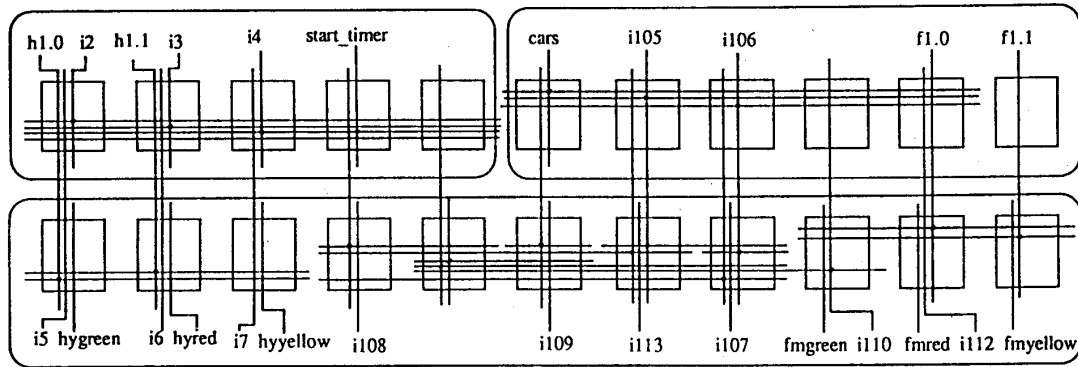 h1.0 i2 h1.1 i3 i4 start_timer cars i105 i106 f1.0 f1.1
i5 hygreen i6 hyred i7 hyyellow i108 i109 i113 i107 fmgreen i110 fmred i112 fmyellow